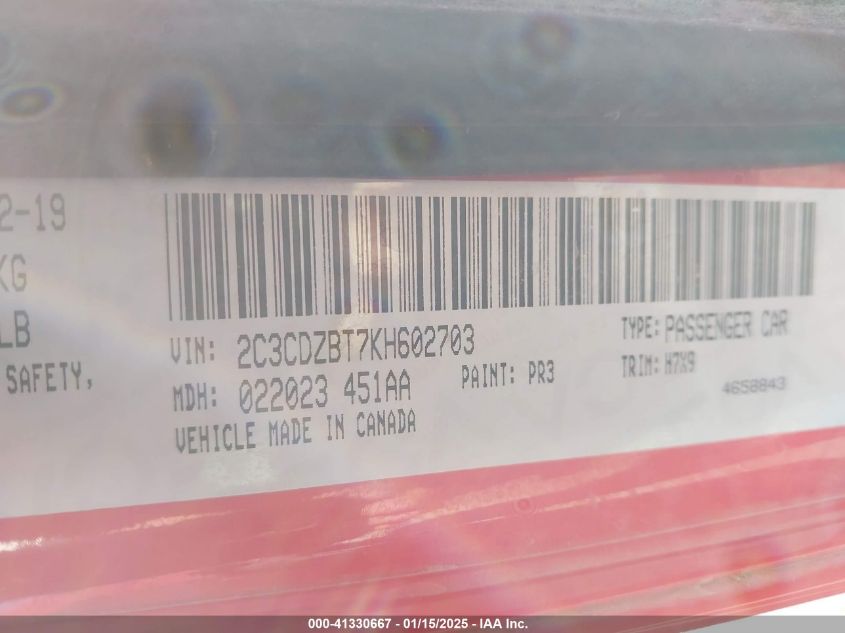 2-19
KG
LB
SAFETY,
VIN: 2C3CDZBT7KH602703
TYPE: PASSENGER CAR
MDH: 022023 451AA
PAINT: PR3
TRIM: H7X9
4658843
VEHICLE MADE IN CANADA
000-41330667 - 01/15/2025 - IAA Inc.